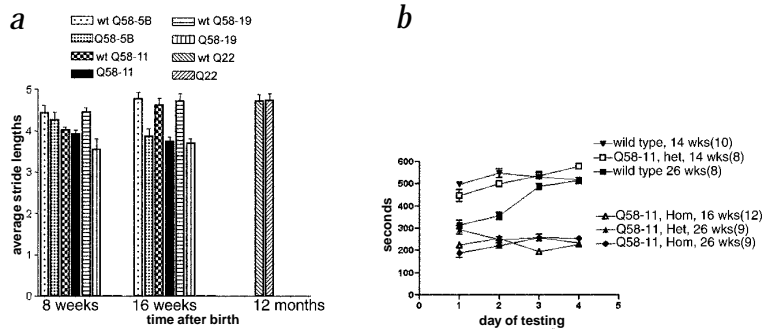 a
wt Q58-5B
wt Q58-19
Q58-5B
Q58-19
wt Q58-11
wt Q22
Q58-11
Q22
average stride lengths
5
4
3
2
1
0
8 weeks
16 weeks
12 months
time after birth
b
wild type, 14 wks(10)
Q58-11, het, 14 wks(8)
wild type 26 wks(8)
Q58-11, Hom, 16 wks(12)
Q58-11, Het, 26 wks(9)
Q58-11, Hom, 26 wks(9)
seconds
600
500
400
300
200
100
0
0 1 2 3 4 5
day of testing